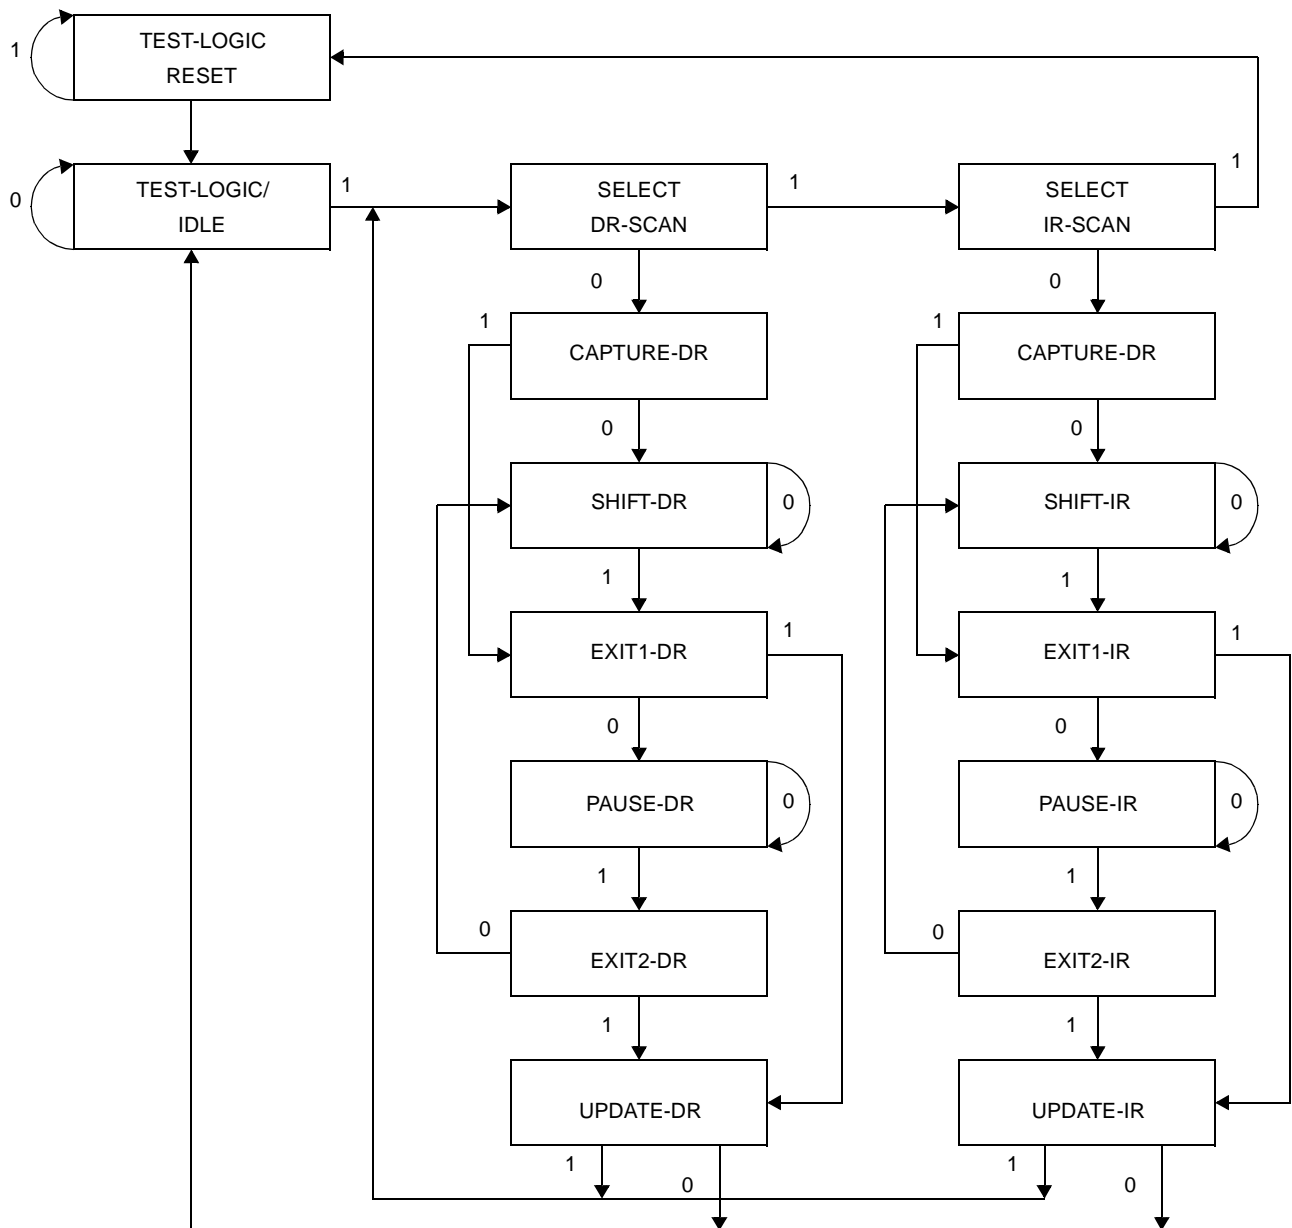 TEST-LOGIC
RESET
1
TEST-LOGIC/
IDLE
0
1
SELECT
DR-SCAN
1
SELECT
IR-SCAN
1
0
0
1
CAPTURE-DR
1
CAPTURE-DR
0
0
SHIFT-DR
0
SHIFT-IR
0
1
1
EXIT1-DR
1
EXIT1-IR
1
0
0
PAUSE-DR
0
PAUSE-IR
0
1
1
0
EXIT2-DR
0
EXIT2-IR
1
1
UPDATE-DR
UPDATE-IR
1
0
1
0